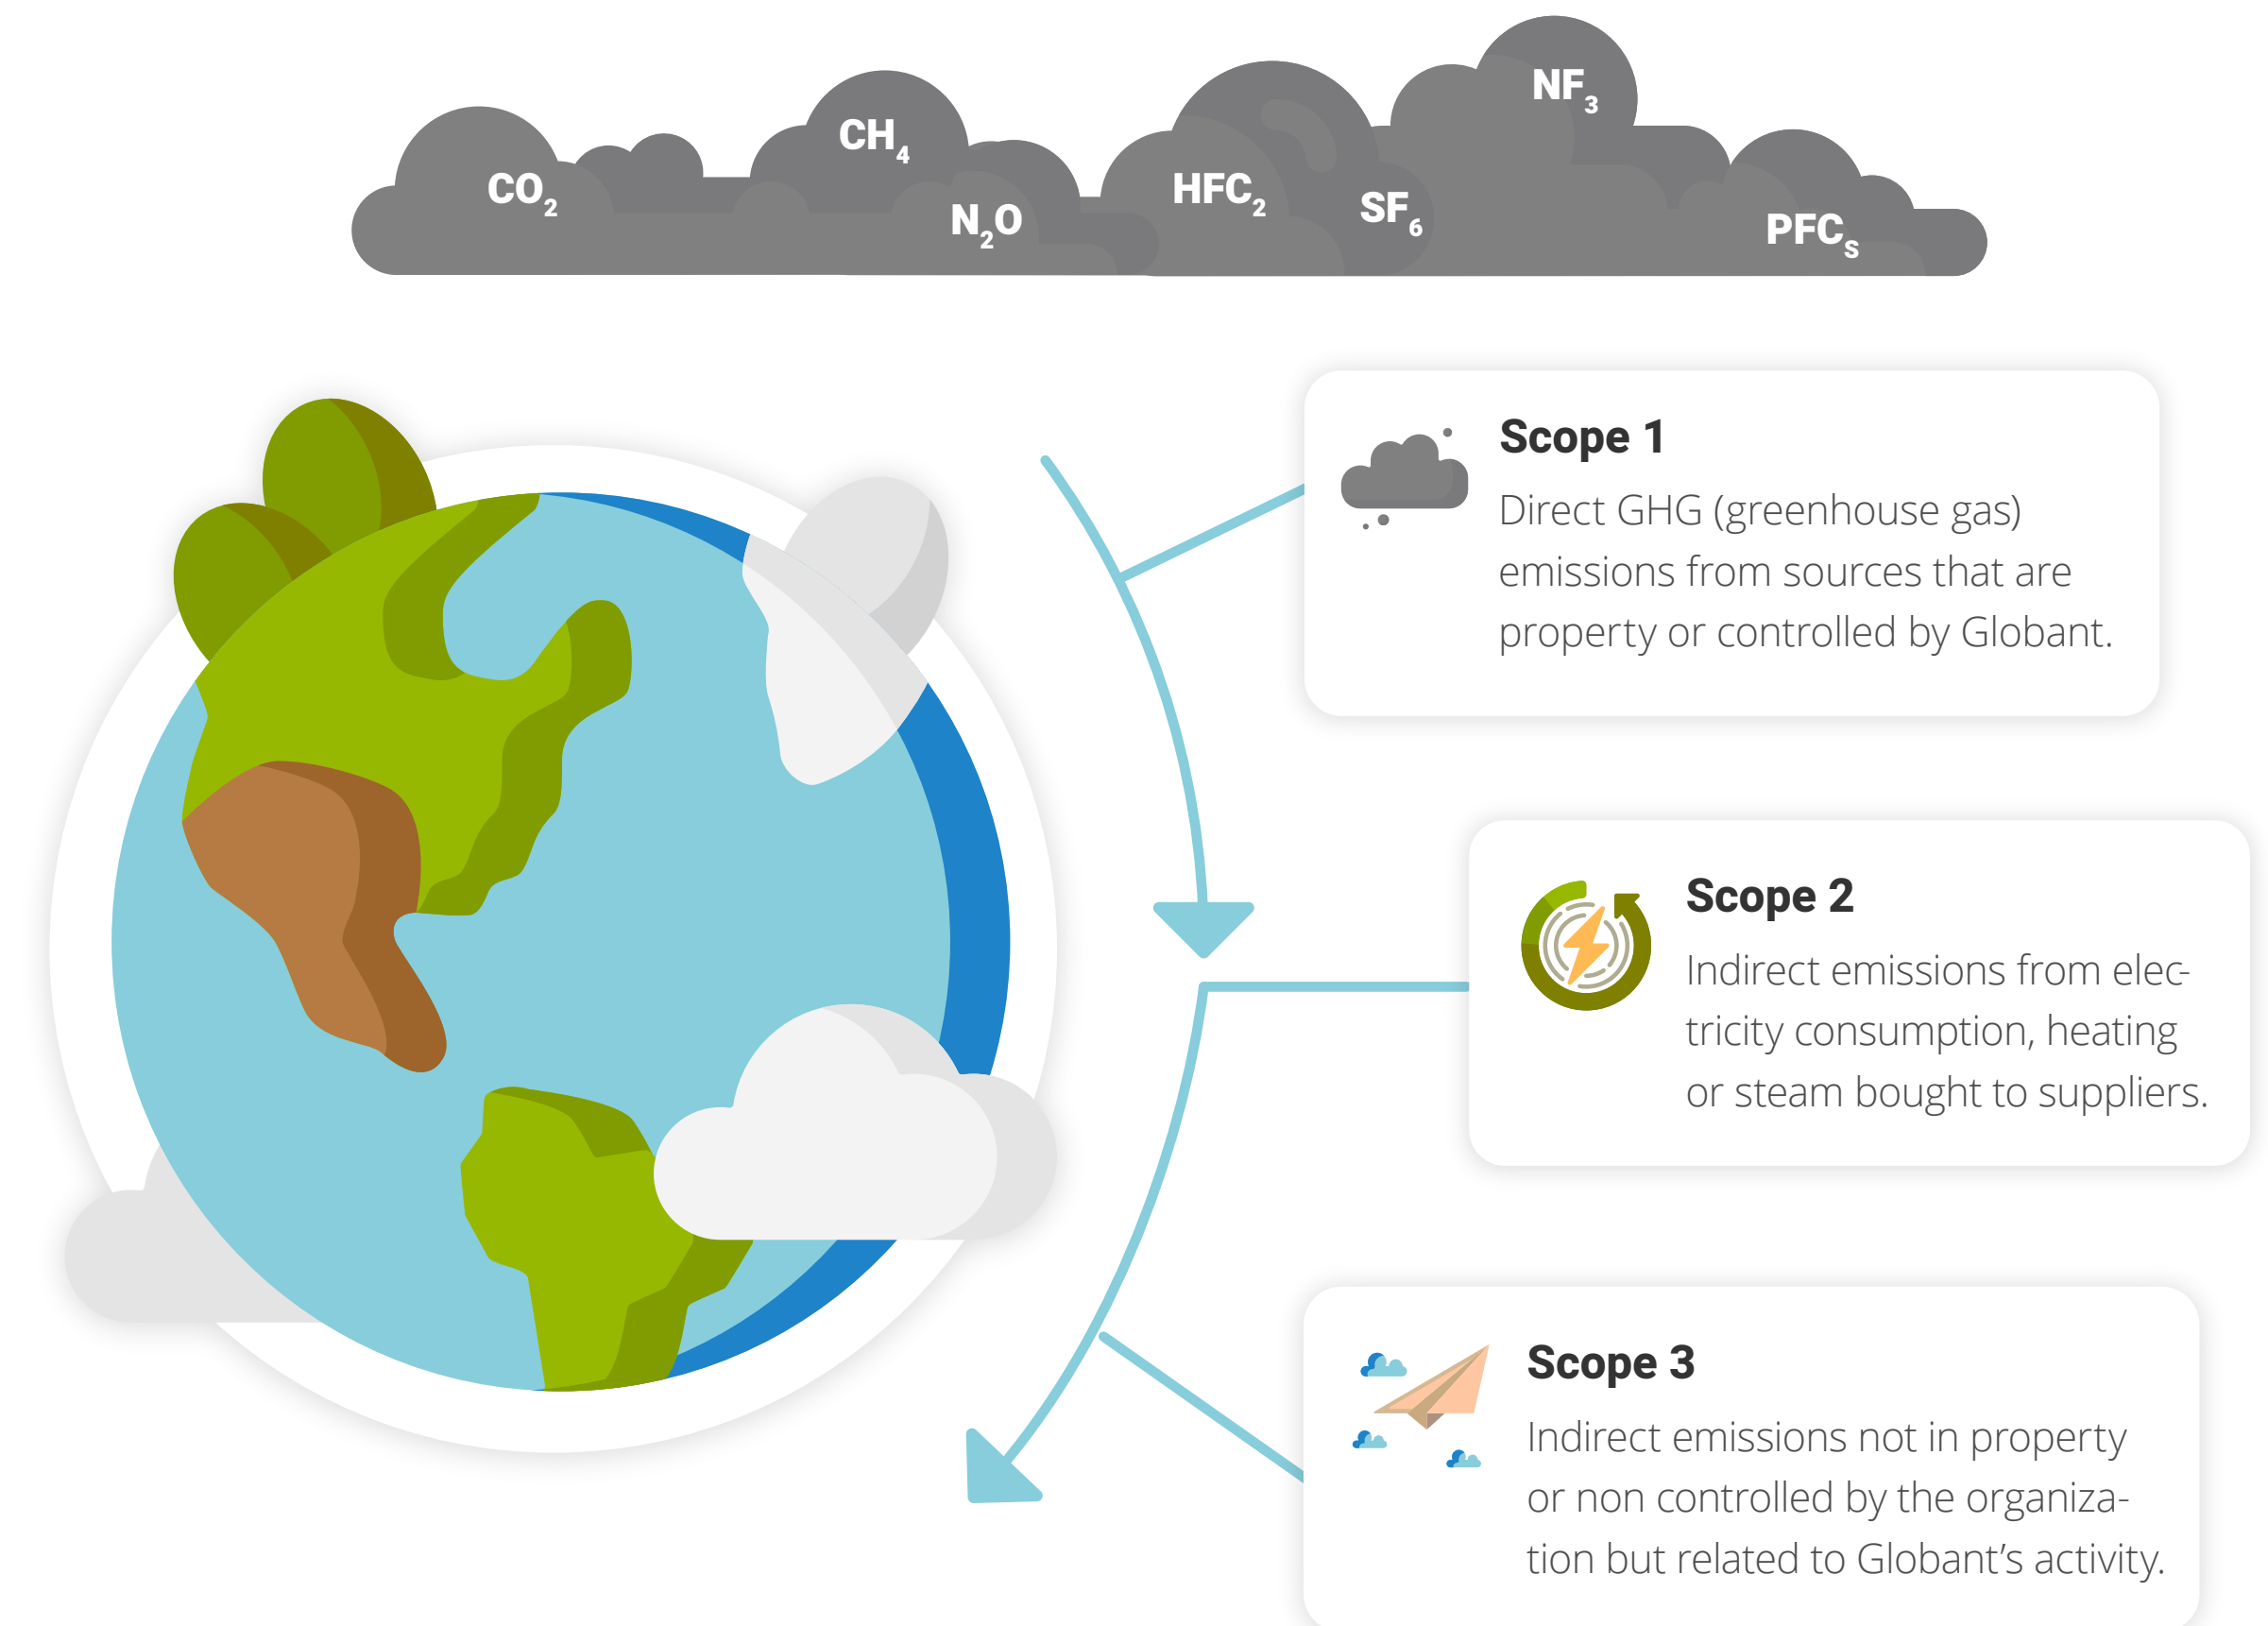 NF₃
CH₄
CO₂
HFC₂
SF₆
N₂O
PFCₛ
Scope 1
Direct GHG (greenhouse gas)
emissions from sources that are
property or controlled by Globant.
Scope 2
Indirect emissions from elec-
tricity consumption, heating
or steam bought to suppliers.
Scope 3
Indirect emissions not in property
or non controlled by the organiza-
tion but related to Globant’s activity.